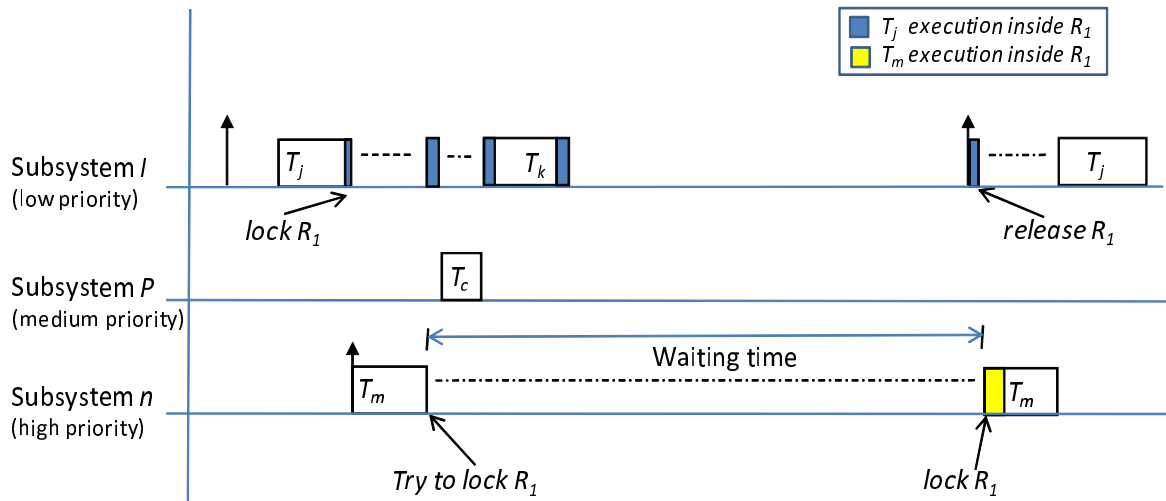 Tj execution inside R1
Tm execution inside R1
Subsystem I
(low priority)
Tj
Tk
Tj
lock R1
release R1
Subsystem P
(medium priority)
Tc
Waiting time
Subsystem n
(high priority)
Tm
Tm
Try to lock R1
lock R1